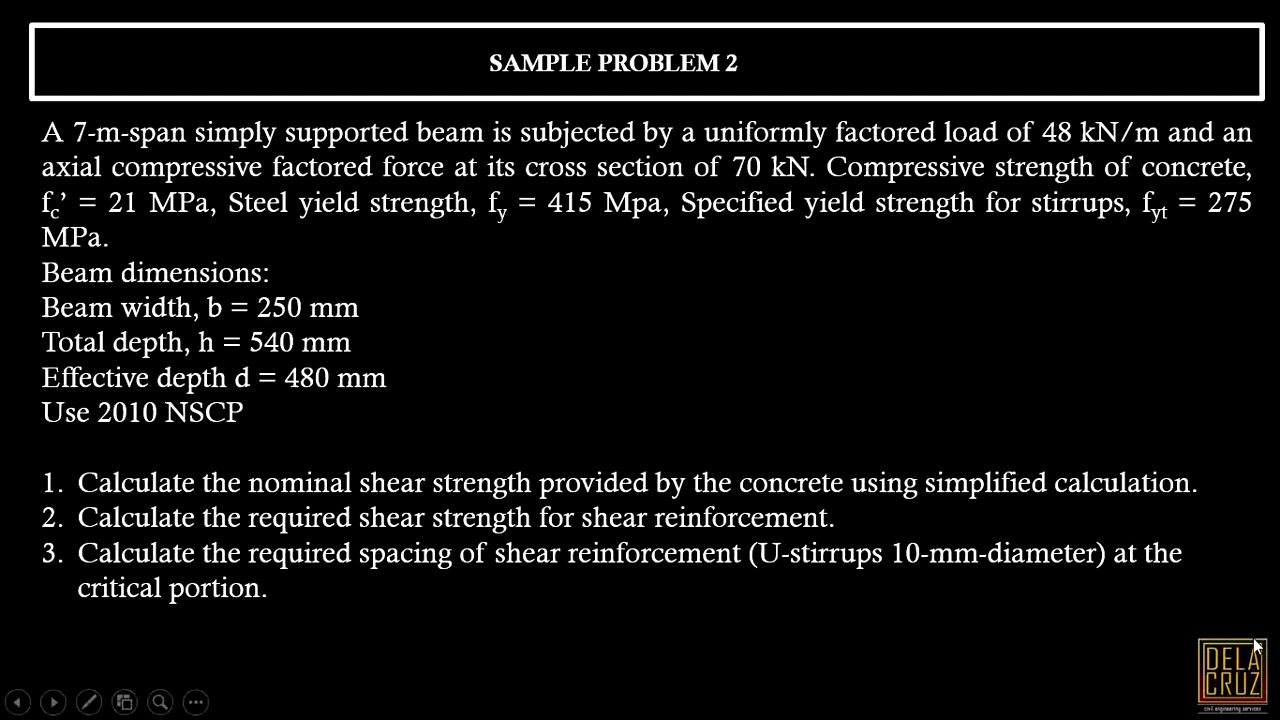 SAMPLE PROBLEM 2
A 7-m-span simply supported beam is subjected by a uniformly factored load of 48 kN/m and an
axial compressive factored force at its cross section of 70 kN. Compressive strength of concrete,
fc’ = 21 MPa, Steel yield strength, fy = 415 Mpa, Specified yield strength for stirrups, fyt = 275
MPa.
Beam dimensions:
Beam width, b = 250 mm
Total depth, h = 540 mm
Effective depth d = 480 mm
Use 2010 NSCP
1. Calculate the nominal shear strength provided by the concrete using simplified calculation.
2. Calculate the required shear strength for shear reinforcement.
3. Calculate the required spacing of shear reinforcement (U-stirrups 10-mm-diameter) at the
critical portion.
DELA
CRUZ
civil engineering services